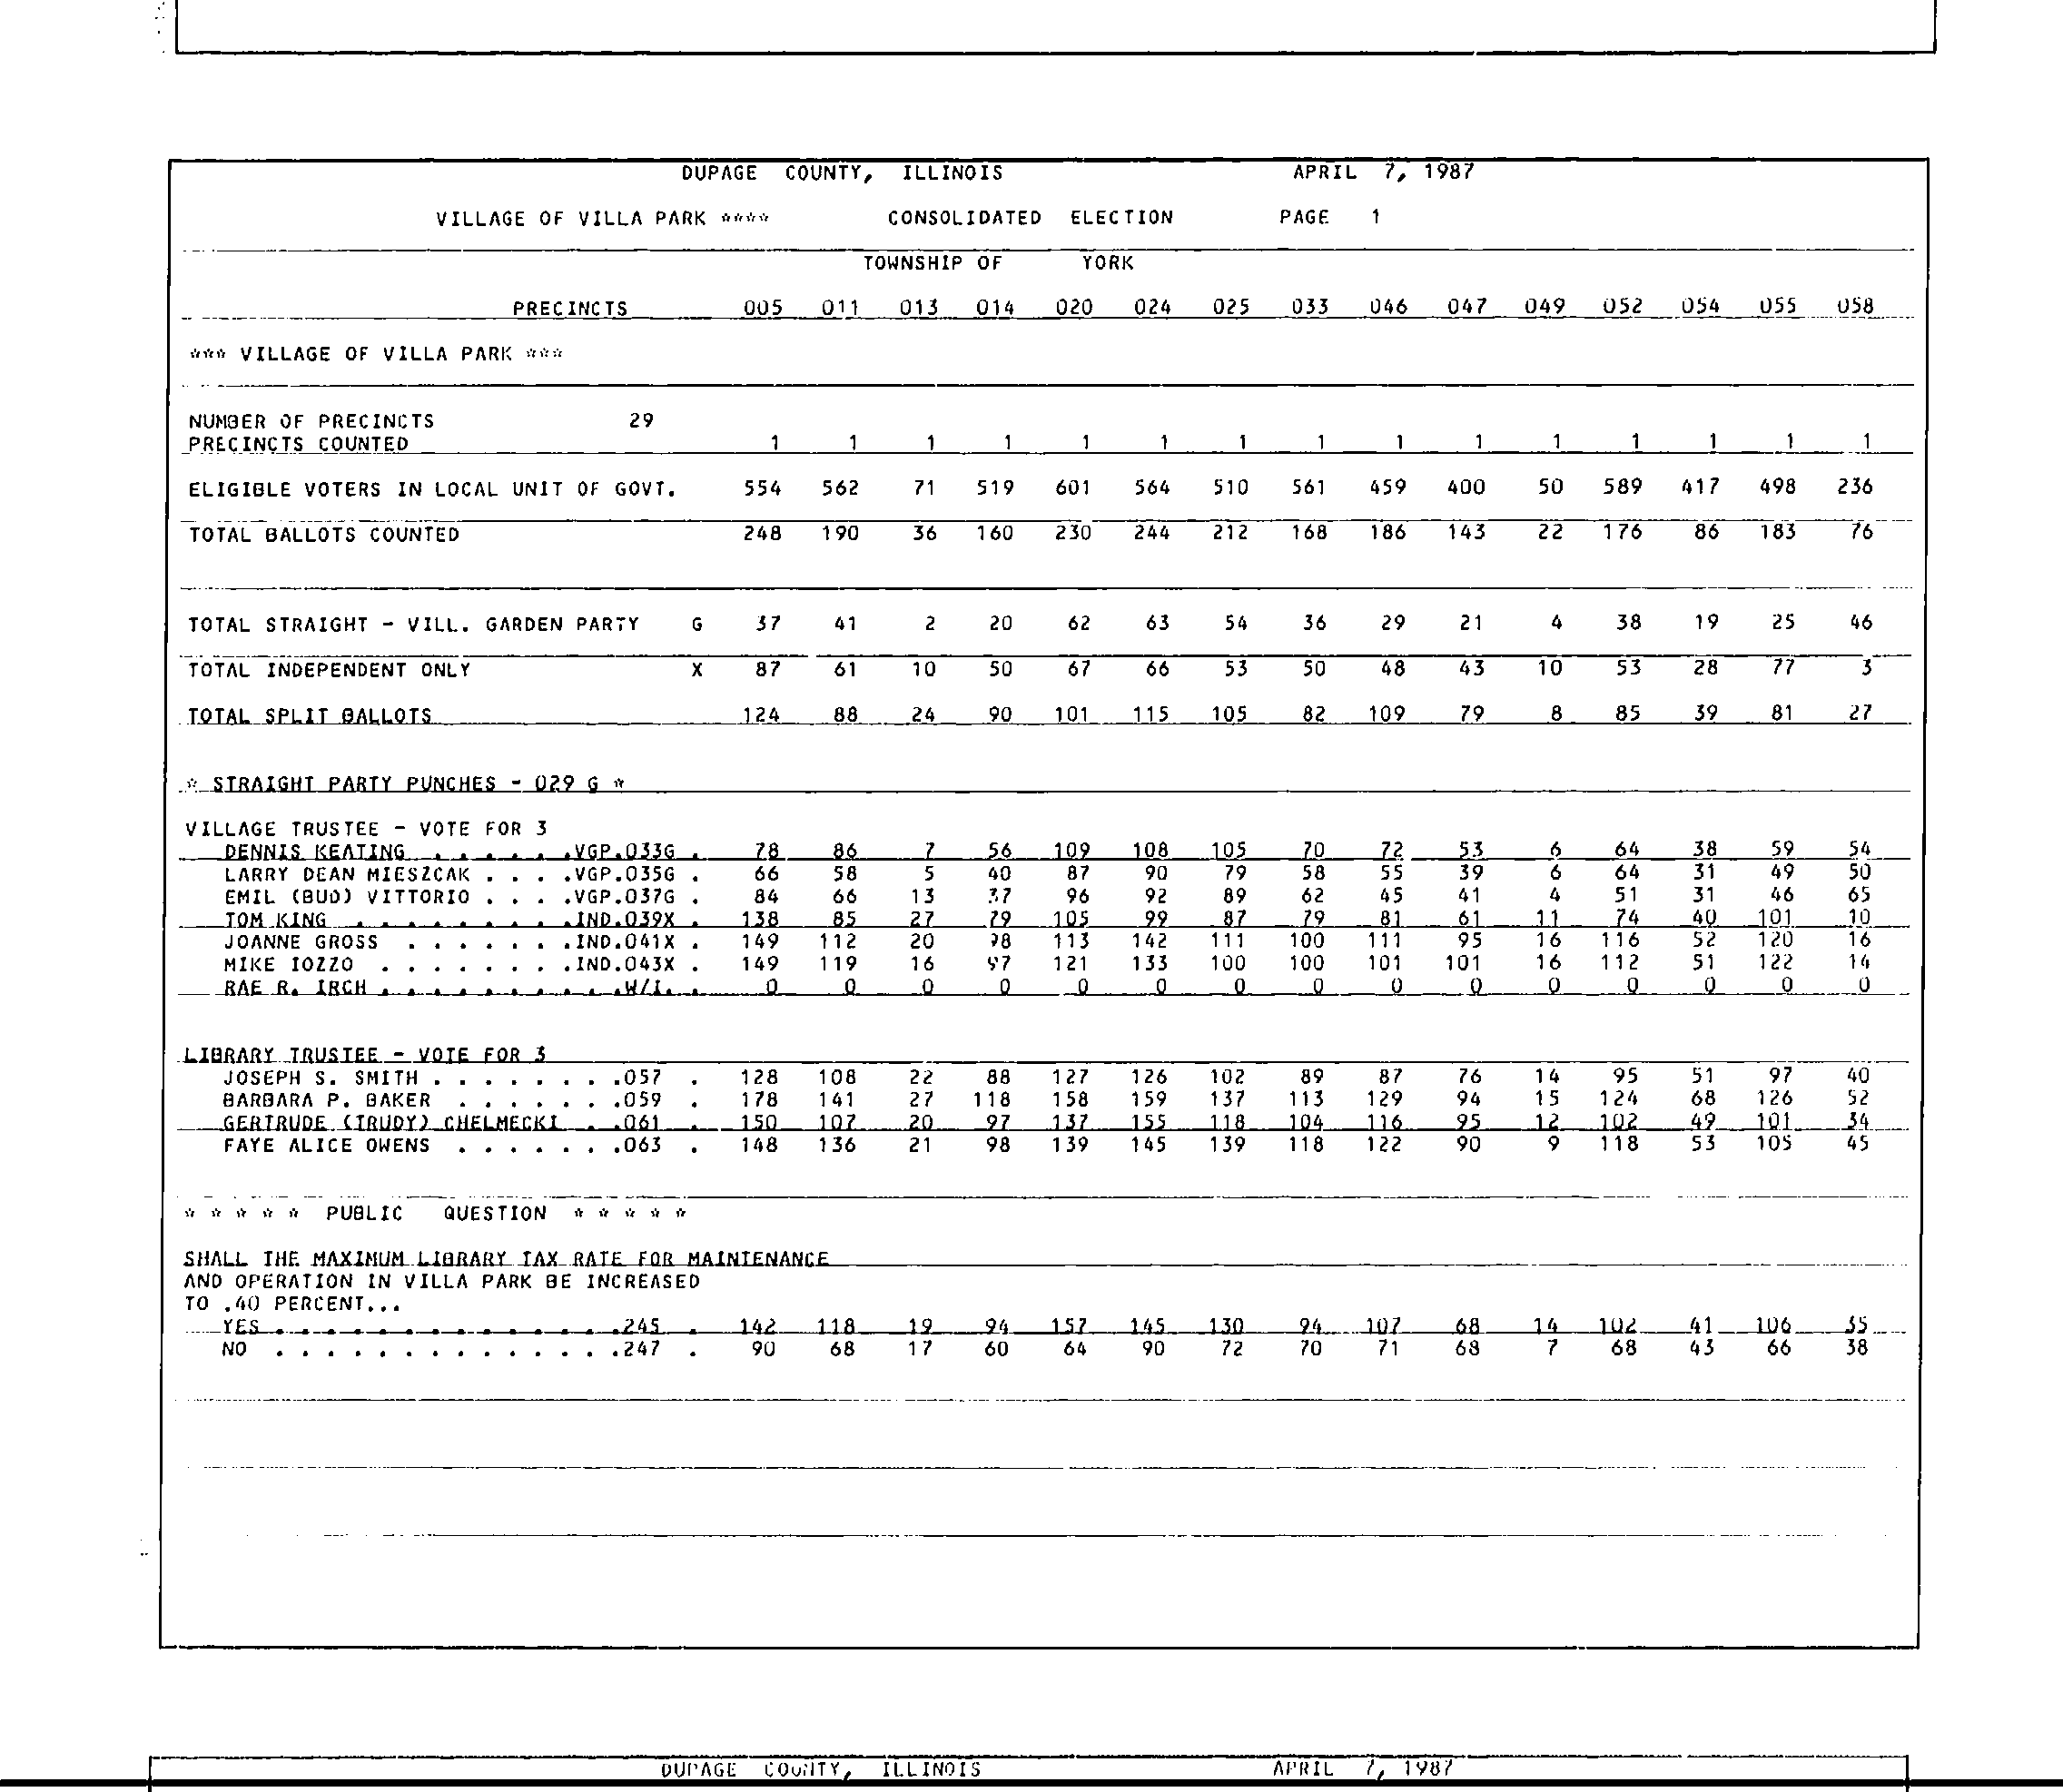 DUPAGE COUNTY, ILLINOIS APRIL 7, 1987
VILLAGE OF VILLA PARK **** CONSOLIDATED ELECTION PAGE 1
TOWNSHIP OF YORK
PRECINCTS 005 011 013 014 020 024 025 033 046 047 049 052 054 055 058
*** VILLAGE OF VILLA PARK ***
NUMBER OF PRECINCTS 29
PRECINCTS COUNTED 1 1 1 1 1 1 1 1 1 1 1 1 1 1 1
ELIGIBLE VOTERS IN LOCAL UNIT OF GOVT. 554 562 71 519 601 564 510 561 459 400 50 589 417 498 236
TOTAL BALLOTS COUNTED 248 190 36 160 230 244 212 168 186 143 22 176 86 183 76
TOTAL STRAIGHT - VILL. GARDEN PARTY G 37 41 2 20 62 63 54 36 29 21 4 38 19 25 46
TOTAL INDEPENDENT ONLY X 87 61 10 50 67 66 53 50 48 43 10 53 28 77 3
TOTAL SPLIT BALLOTS 124 88 24 90 101 115 105 82 109 79 8 85 39 81 27
* STRAIGHT PARTY PUNCHES - 029 G *
VILLAGE TRUSTEE - VOTE FOR 3
DENNIS KEATING . . . . . .VGP.033G . 78 86 7 56 109 108 105 70 72 53 6 64 38 59 54
LARRY DEAN MIESZCAK . . . .VGP.035G . 66 58 5 40 87 90 79 58 55 39 6 64 31 49 50
EMIL (BUD) VITTORIO . . . .VGP.037G . 84 66 13 37 96 92 89 62 45 41 4 51 31 46 65
TOM KING . . . . . . . . .IND.039X . 138 85 27 79 105 99 87 79 81 61 11 74 40 101 10
JOANNE GROSS . . . . . . .IND.041X . 149 112 20 98 113 142 111 100 111 95 16 116 52 120 16
MIKE IOZZO . . . . . . . .IND.043X . 149 119 16 97 121 133 100 100 101 101 16 112 51 122 14
RAE R. IRCH . . . . . . . . . .W/I. . 0 0 0 0 0 0 0 0 0 0 0 0 0 0 0
LIBRARY TRUSTEE - VOTE FOR 3
JOSEPH S. SMITH . . . . . . . .057 . 128 108 22 88 127 126 102 89 87 76 14 95 51 97 40
BARBARA P. BAKER . . . . . . .059 . 178 141 27 118 158 159 137 113 129 94 15 124 68 126 52
GERTRUDE (TRUDY) CHELMECKI . .061 . 150 107 20 97 137 155 118 104 116 95 12 102 49 101 34
FAYE ALICE OWENS . . . . . . .063 . 148 136 21 98 139 145 139 118 122 90 9 118 53 105 45
* * * * * PUBLIC QUESTION * * * * *
SHALL THE MAXIMUM LIBRARY TAX RATE FOR MAINTENANCE
AND OPERATION IN VILLA PARK BE INCREASED
TO .40 PERCENT...
YES . . . . . . . . . . . . . .245 . 142 118 19 94 157 145 130 94 107 68 14 102 41 106 35
NO . . . . . . . . . . . . . .247 . 90 68 17 60 64 90 72 70 71 68 7 68 43 66 38
DUPAGE COUNTY, ILLINOIS APRIL 7, 1987